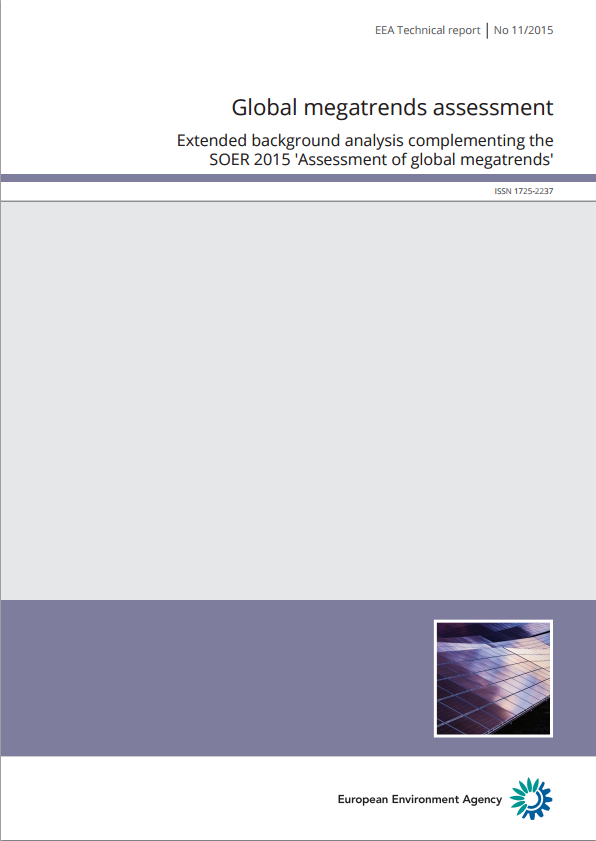 EEA Technical report | No 11/2015
Global megatrends assessment
Extended background analysis complementing the
SOER 2015 'Assessment of global megatrends'
ISSN 1725-2237
European Environment Agency